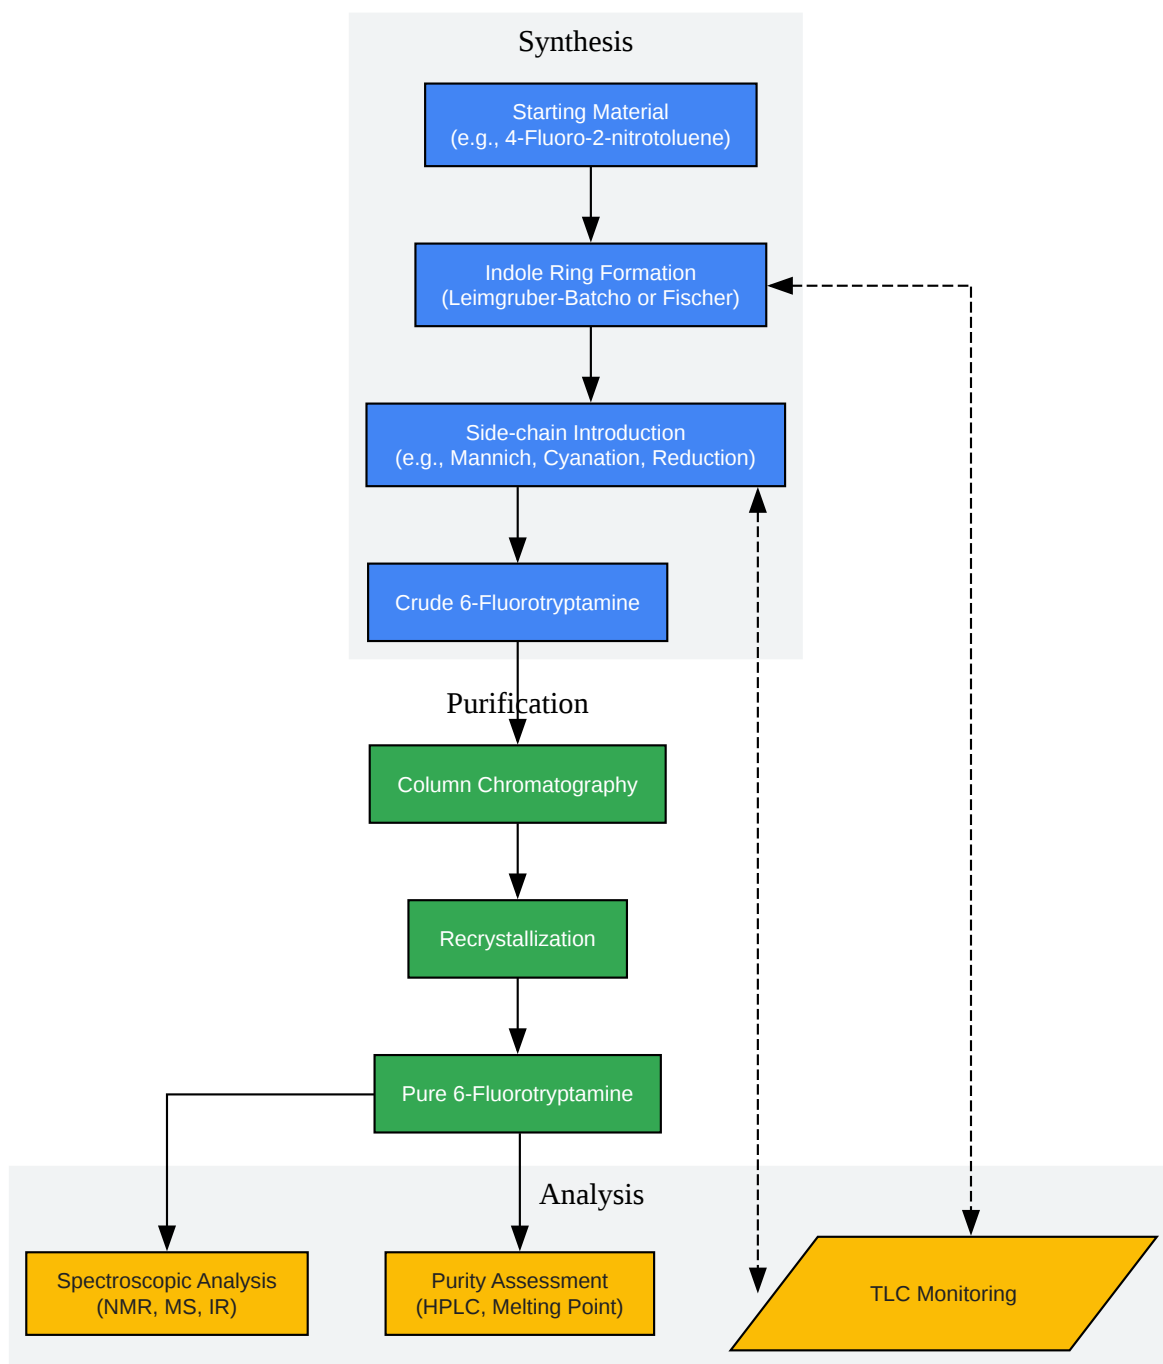 Synthesis
Starting Material
(e.g., 4-Fluoro-2-nitrotoluene)
Indole Ring Formation
(Leimgruber-Batcho or Fischer)
Side-chain Introduction
(e.g., Mannich, Cyanation, Reduction)
Crude 6-Fluorotryptamine
Purification
Column Chromatography
Recrystallization
Pure 6-Fluorotryptamine
Analysis
Spectroscopic Analysis
(NMR, MS, IR)
Purity Assessment
(HPLC, Melting Point)
TLC Monitoring